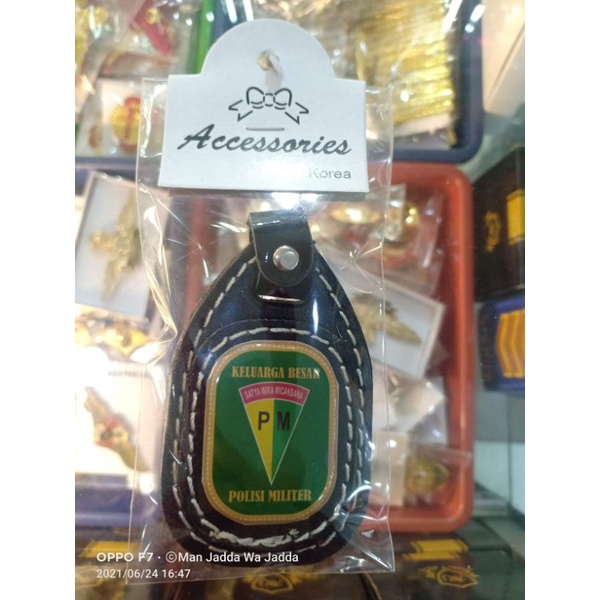 Accessories
Korea
KELUARGA BESAR
SATYA WIRA WICAKSANA
P M
POLISI MILITER
OPPO F7 · ©Man Jadda Wa Jadda
2021/06/24 16:47